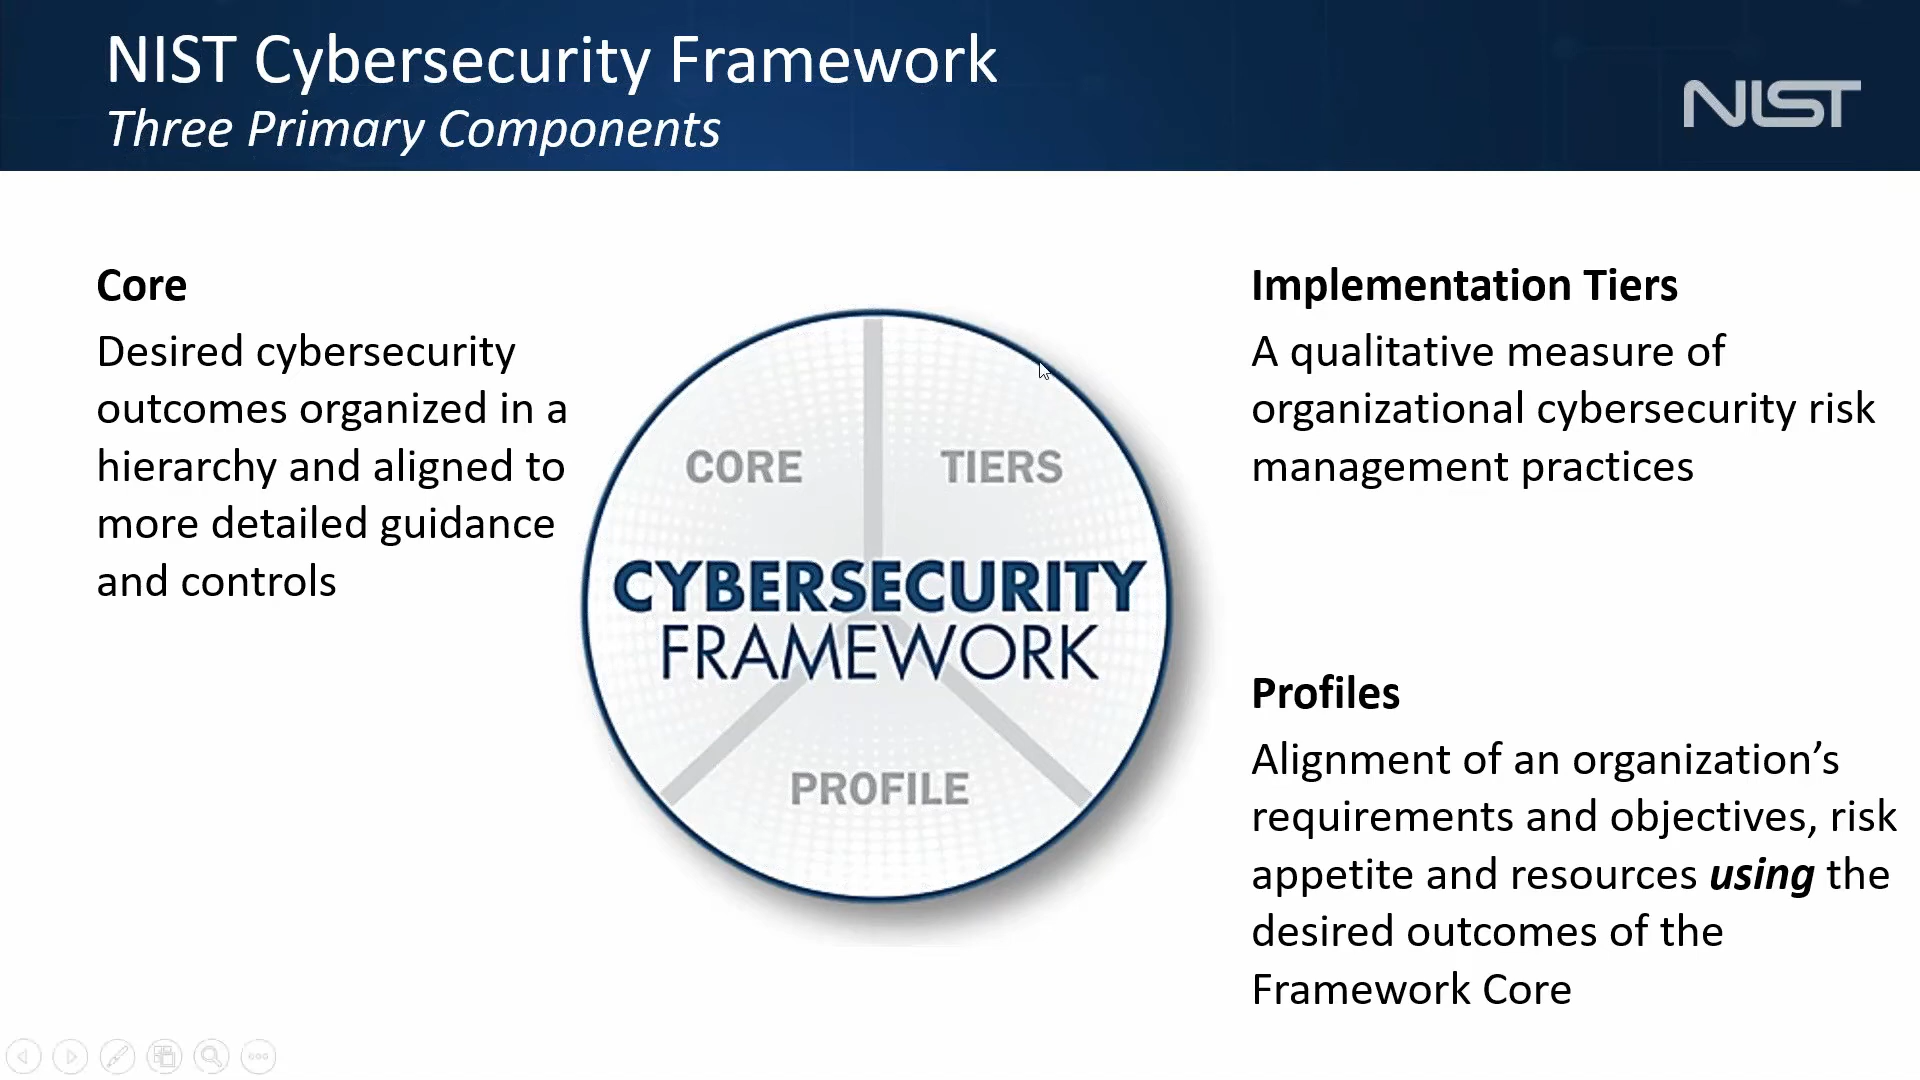 NIST Cybersecurity Framework
Three Primary Components
NIST
Core
Desired cybersecurity
outcomes organized in a
hierarchy and aligned to
more detailed guidance
and controls
CORE
TIERS
CYBERSECURITY
FRAMEWORK
PROFILE
Implementation Tiers
A qualitative measure of
organizational cybersecurity risk
management practices
Profiles
Alignment of an organization’s
requirements and objectives, risk
appetite and resources using the
desired outcomes of the
Framework Core